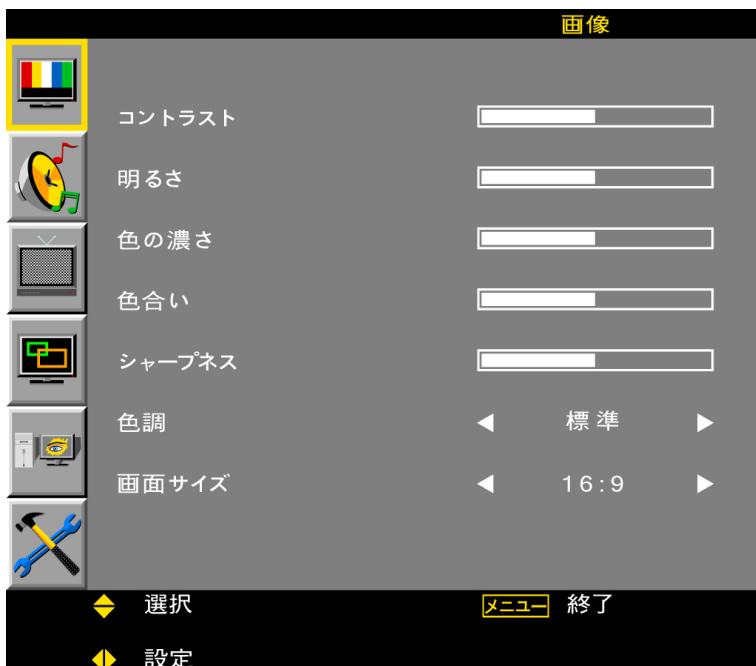 画像
コントラスト
明るさ
色の濃さ
色合い
シャープネス
色調 標準
画面サイズ 16:9
選択 メニュー 終了
設定